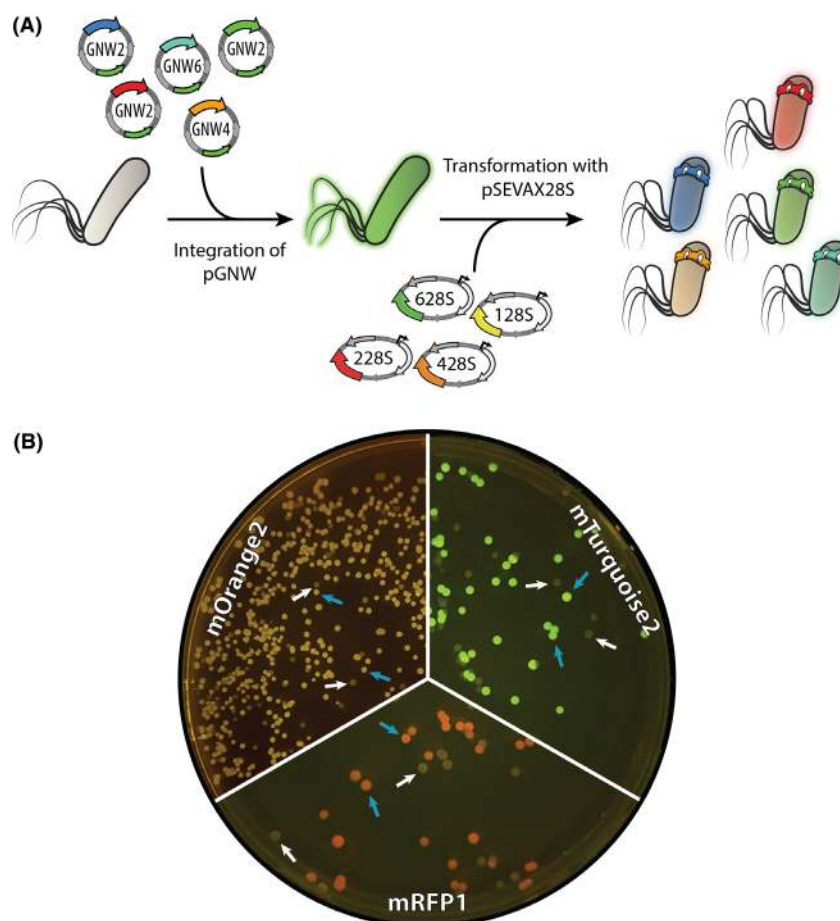 (A)
GNW2
GNW6
GNW2
GNW2
GNW4
Integration of
pGNW
Transformation with
pSEVAX28S
628S
128S
228S
428S
(B)
mOrange2
mTurquoise2
mRFP1